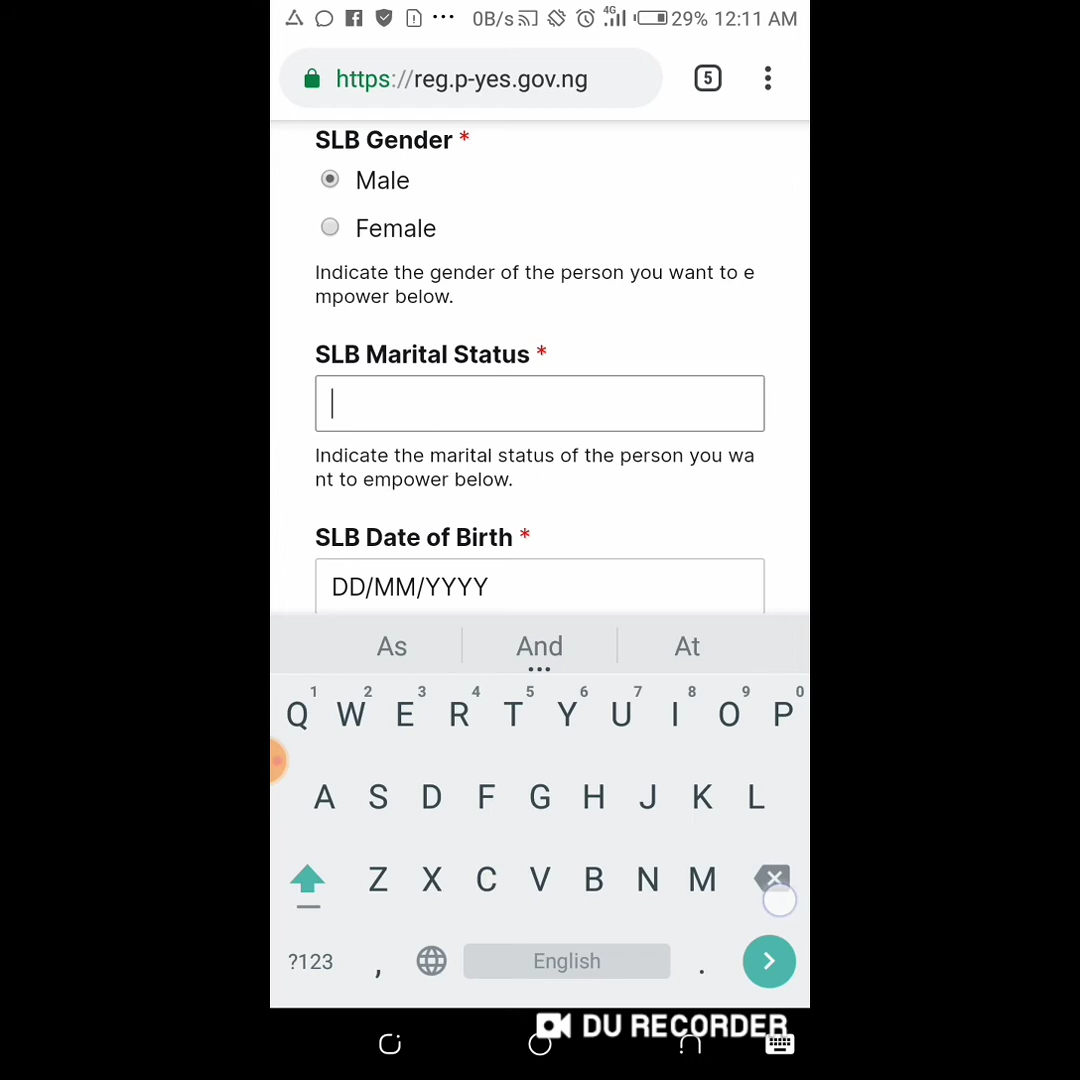 0B/s 4G 29% 12:11 AM
https://reg.p-yes.gov.ng 5
SLB Gender *
Male
Female
Indicate the gender of the person you want to e
mpower below.
SLB Marital Status *
Indicate the marital status of the person you wa
nt to empower below.
SLB Date of Birth *
DD/MM/YYYY
As And At
1 2 3 4 5 6 7 8 9 0
Q W E R T Y U I O P
A S D F G H J K L
Z X C V B N M
?123 , English .
DU RECORDER